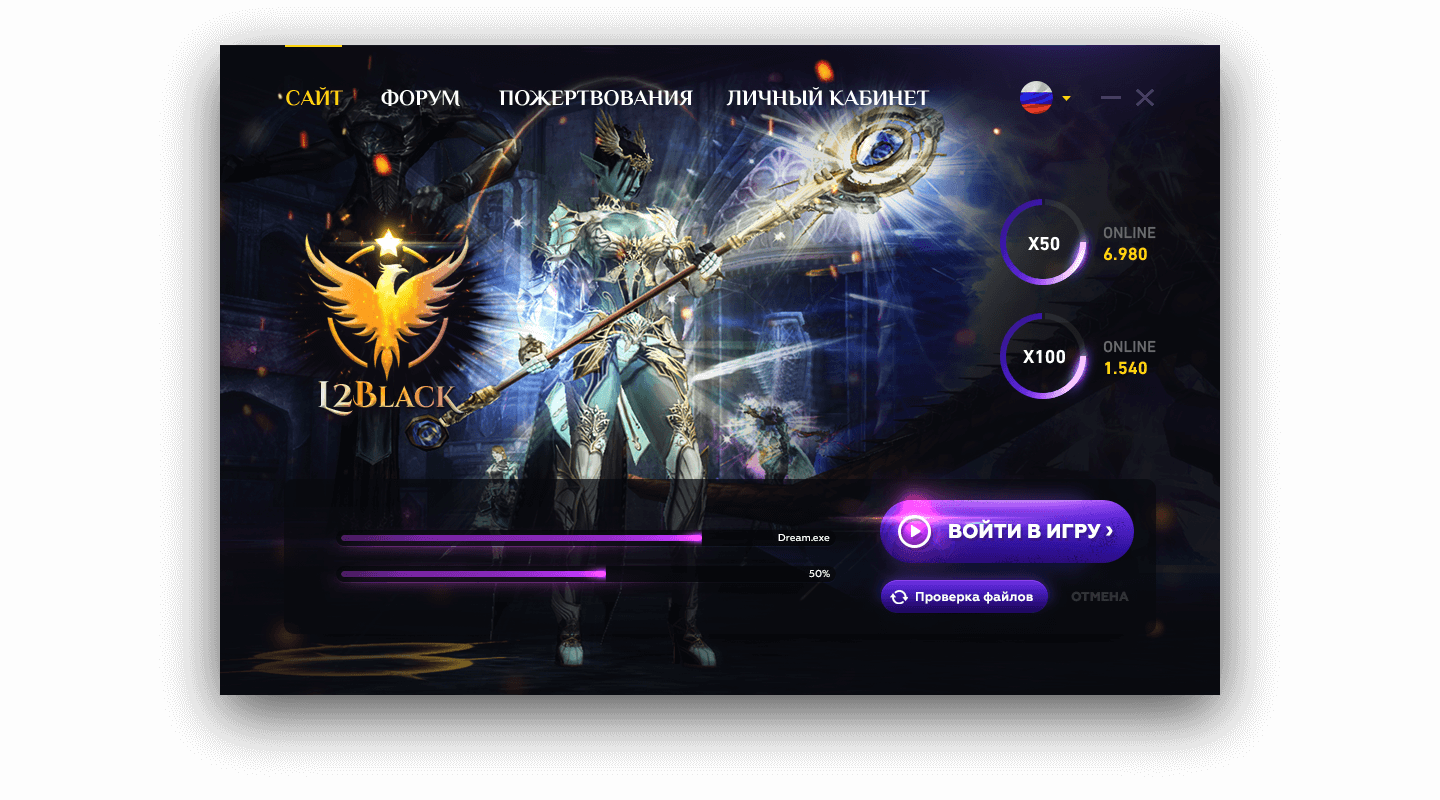 САЙТ ФОРУМ ПОЖЕРТВОВАНИЯ ЛИЧНЫЙ КАБИНЕТ
X50
ONLINE
6.980
X100
ONLINE
1.540
L2BLACK
Dream.exe
50%
ВОЙТИ В ИГРУ ›
Проверка файлов
ОТМЕНА